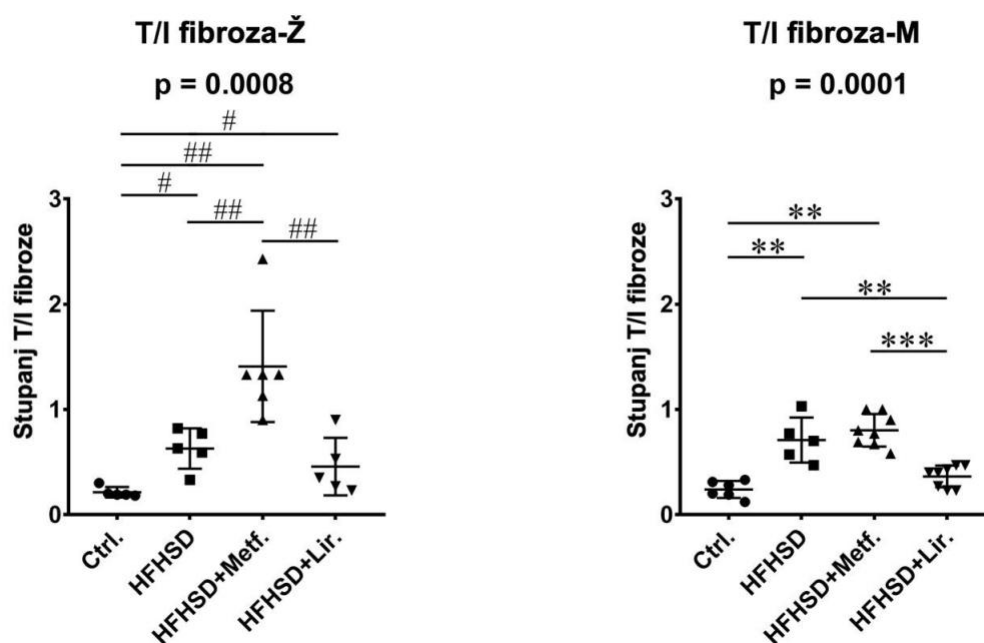 T/I fibroza-Ž
p = 0.0008
#
##
#
##
##
Stupanj T/I fibroze
3
2
1
0
Ctrl.
HFHSD
HFHSD+Metf.
HFHSD+Lir.
T/I fibroza-M
p = 0.0001
**
**
**
***
Stupanj T/I fibroze
3
2
1
0
Ctrl.
HFHSD
HFHSD+Metf.
HFHSD+Lir.